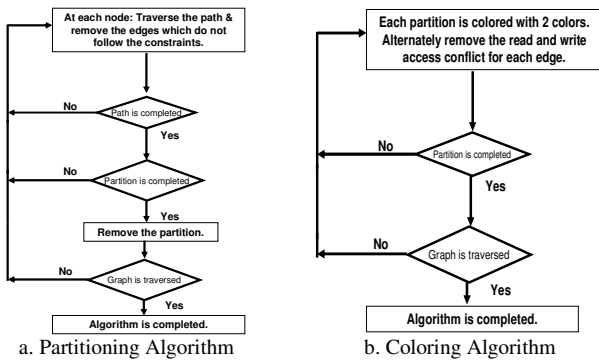 At each node: Traverse the path &
remove the edges which do not
follow the constraints.
No
Path is completed
Yes
No
Partition is completed
Yes
Remove the partition.
No
Graph is traversed
Yes
Algorithm is completed.
a. Partitioning Algorithm
Each partition is colored with 2 colors.
Alternately remove the read and write
access conflict for each edge.
No
Partition is completed
Yes
No
Graph is traversed
Yes
Algorithm is completed.
b. Coloring Algorithm